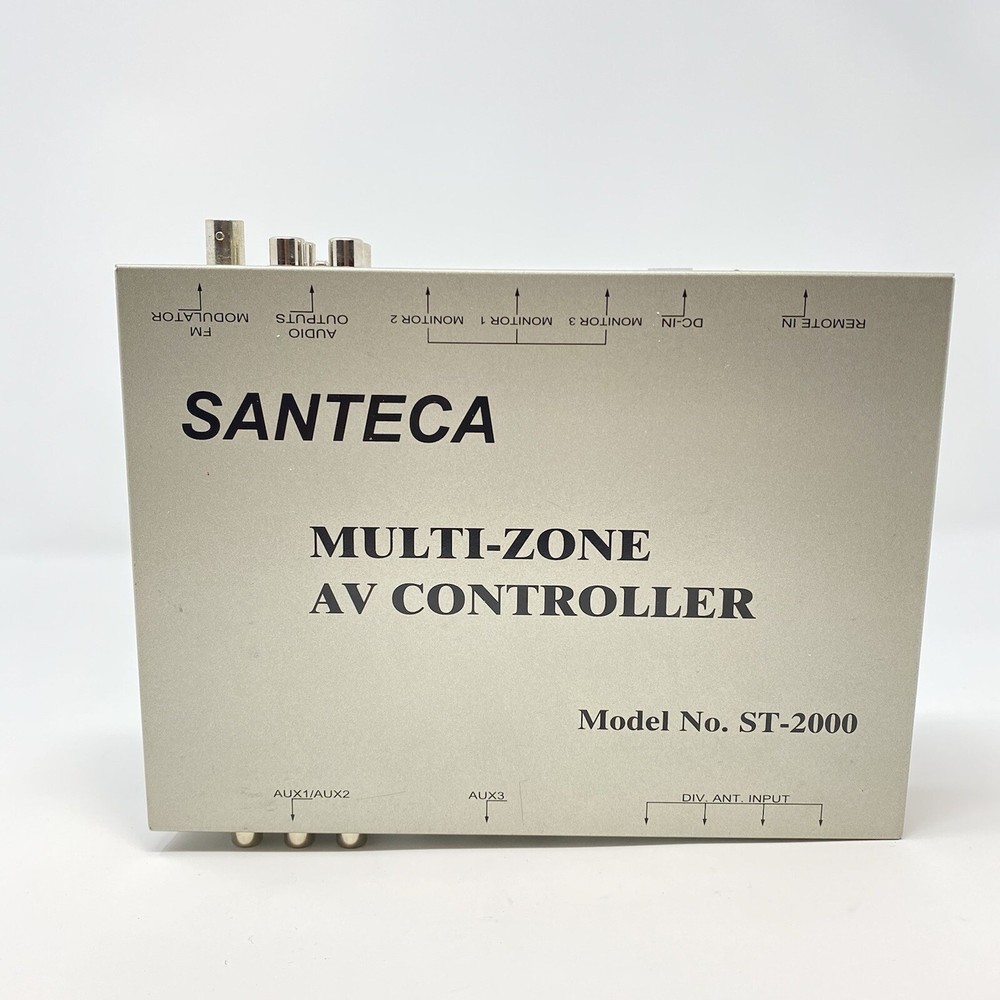 FM
MODULATOR
AUDIO
OUTPUTS
MONITOR 2
MONITOR 1
MONITOR 3
DC-IN
REMOTE IN
SANTECA
MULTI-ZONE
AV CONTROLLER
Model No. ST-2000
AUX1/AUX2
AUX3
DIV. ANT. INPUT